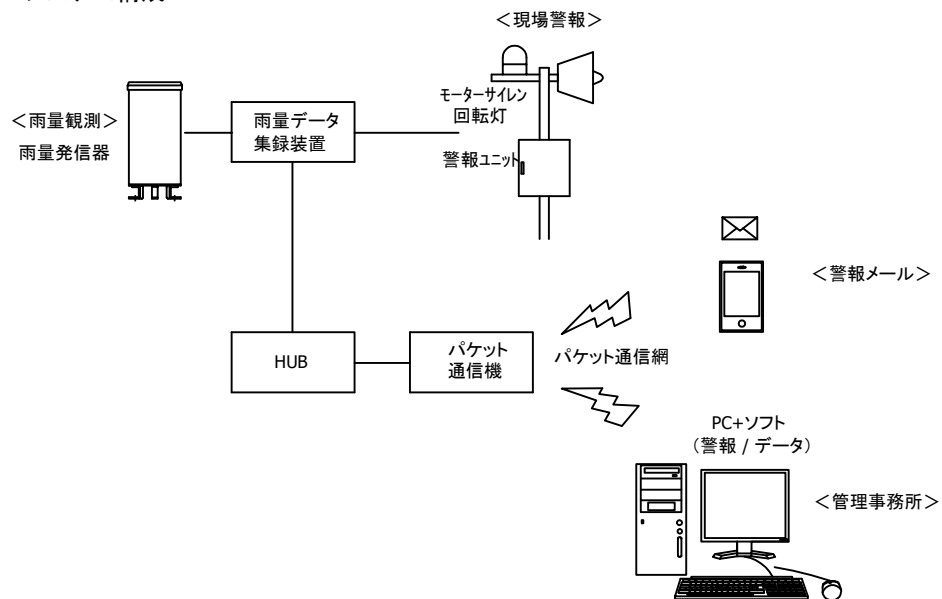 ＜現場警報＞
モーターサイレン
回転灯
警報ユニット
＜雨量観測＞
雨量発信器
雨量データ
集録装置
＜警報メール＞
HUB
パケット
通信機
パケット通信網
PC+ソフト
（警報 / データ）
＜管理事務所＞